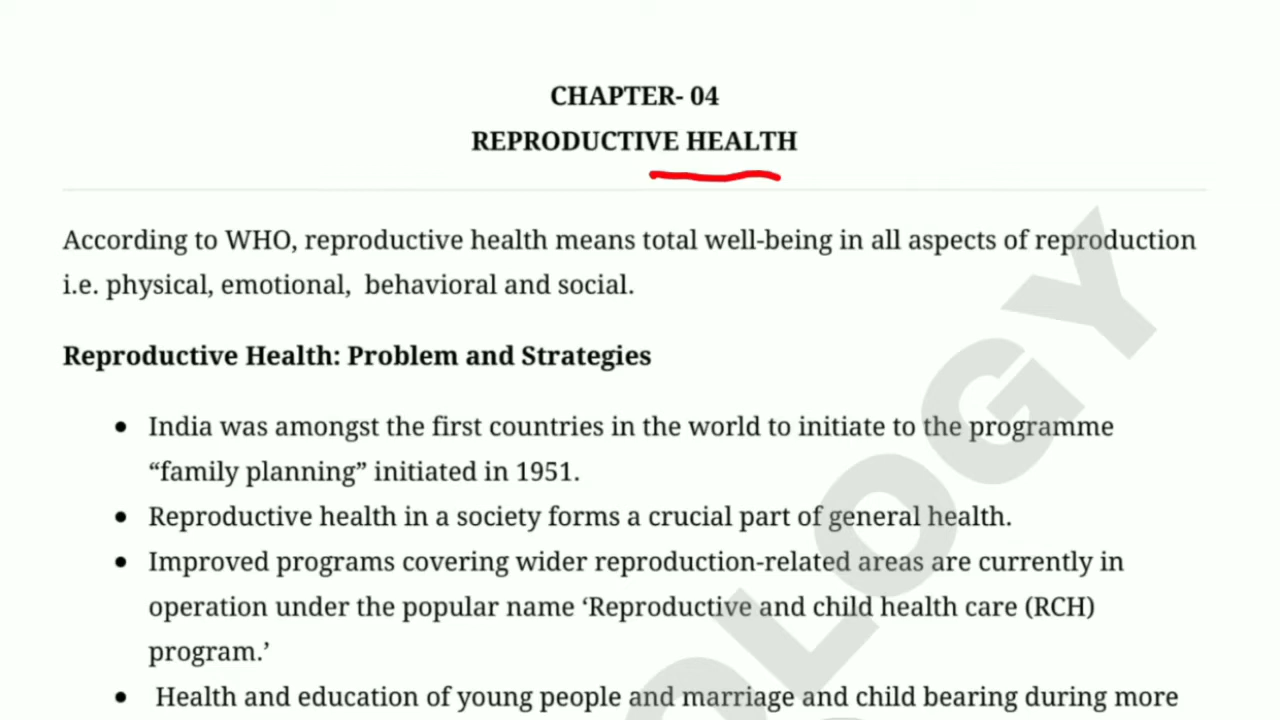 CHAPTER- 04
REPRODUCTIVE HEALTH
According to WHO, reproductive health means total well-being in all aspects of reproduction
i.e. physical, emotional,  behavioral and social.
Reproductive Health: Problem and Strategies
● India was amongst the first countries in the world to initiate to the programme
“family planning” initiated in 1951.
● Reproductive health in a society forms a crucial part of general health.
● Improved programs covering wider reproduction-related areas are currently in
operation under the popular name ‘Reproductive and child health care (RCH)
program.’
● Health and education of young people and marriage and child bearing during more
OLOGY